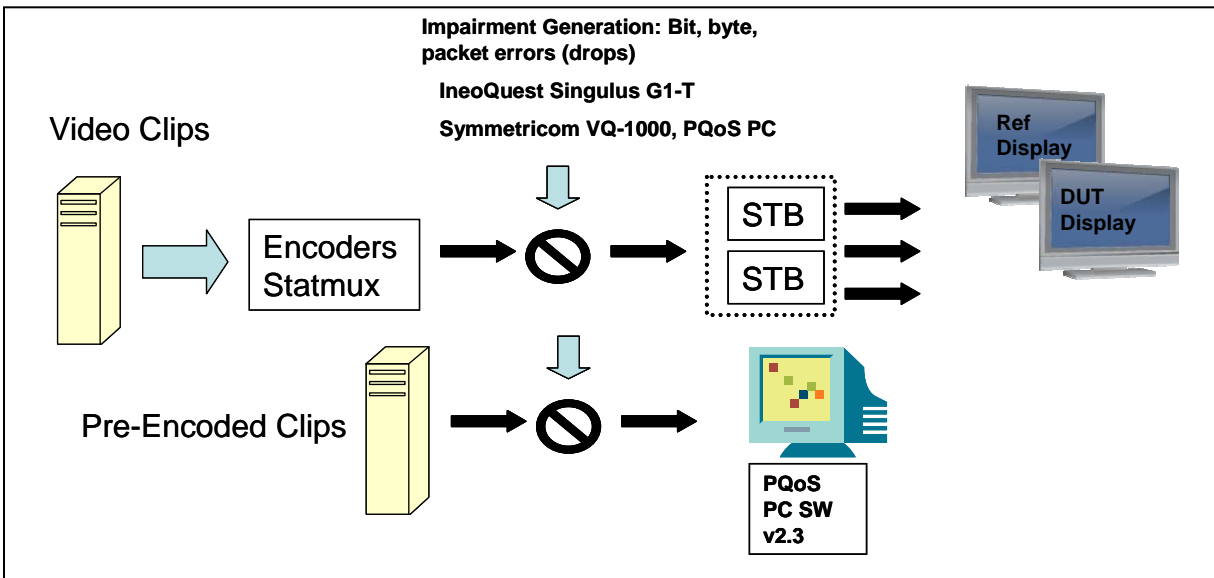 Impairment Generation: Bit, byte,
packet errors (drops)
IneoQuest Singulus G1-T
Symmetricom VQ-1000, PQoS PC
Video Clips
Encoders
Statmux
STB
STB
Ref
Display
DUT
Display
Pre-Encoded Clips
PQoS
PC SW
v2.3